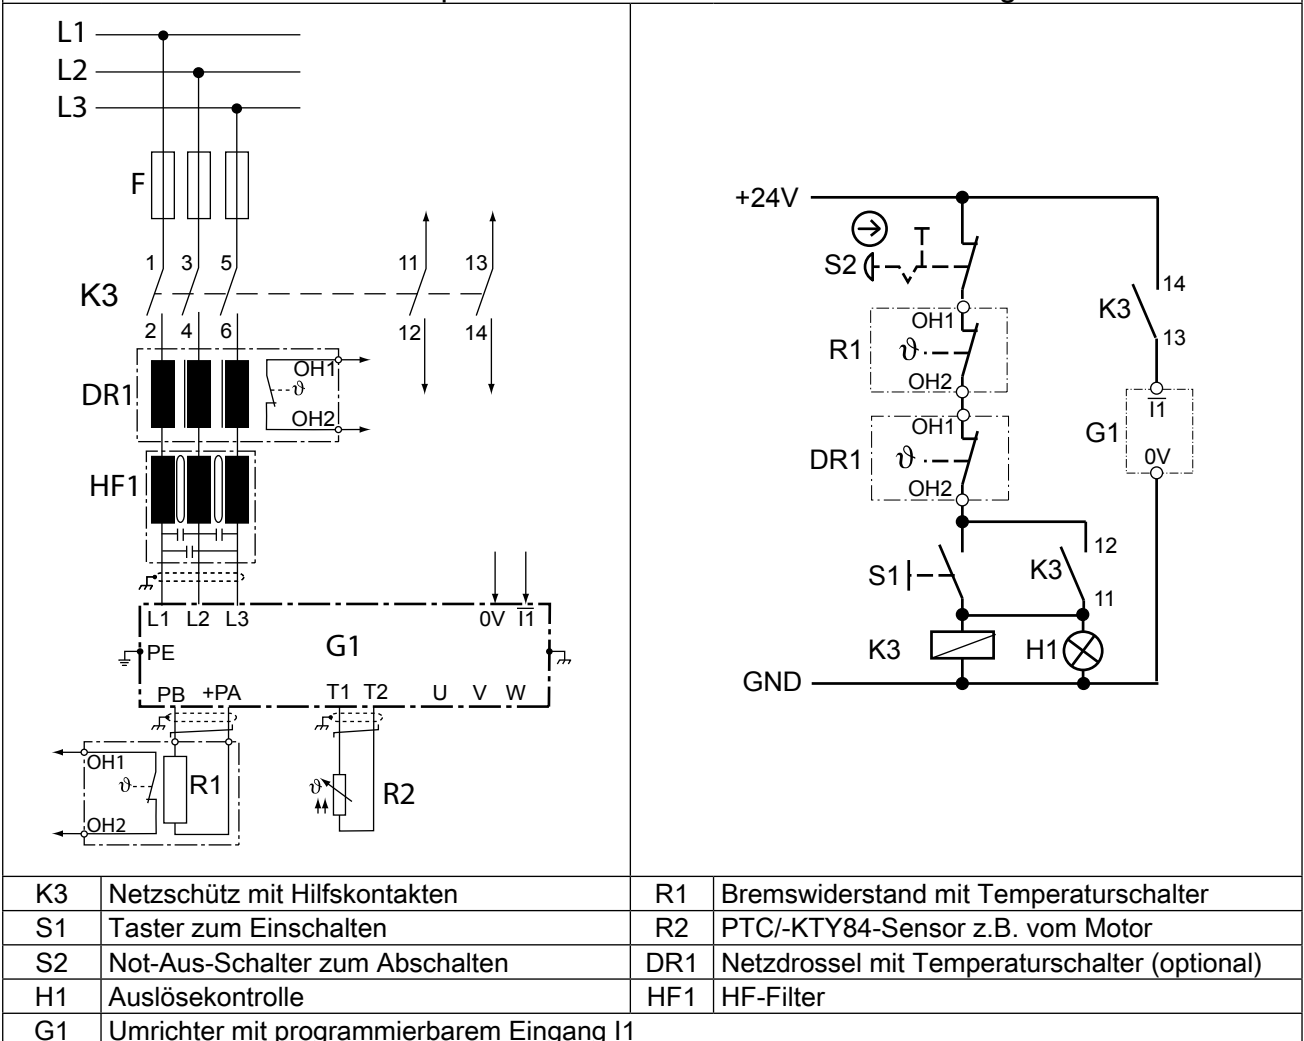 L1
L2
L3
F
1 3 5 11 13
K3
2 4 6 12 14
DR1 OH1
ϑ
OH2
HF1
L1 L2 L3 0V I1
G1
PE
PB +PA T1 T2 U V W
OH1
ϑ R1 ϑ R2
OH2
+24V
S2
14
K3
13
OH1
R1 ϑ
OH2
I1
G1
0V
OH1
DR1 ϑ
OH2
12
S1 K3
11
K3 H1
GND
K3 Netzschütz mit Hilfskontakten R1 Bremswiderstand mit Temperaturschalter
S1 Taster zum Einschalten R2 PTC/-KTY84-Sensor z.B. vom Motor
S2 Not-Aus-Schalter zum Abschalten DR1 Netzdrossel mit Temperaturschalter (optional)
H1 Auslösekontrolle HF1 HF-Filter
G1 Umrichter mit programmierbarem Eingang I1